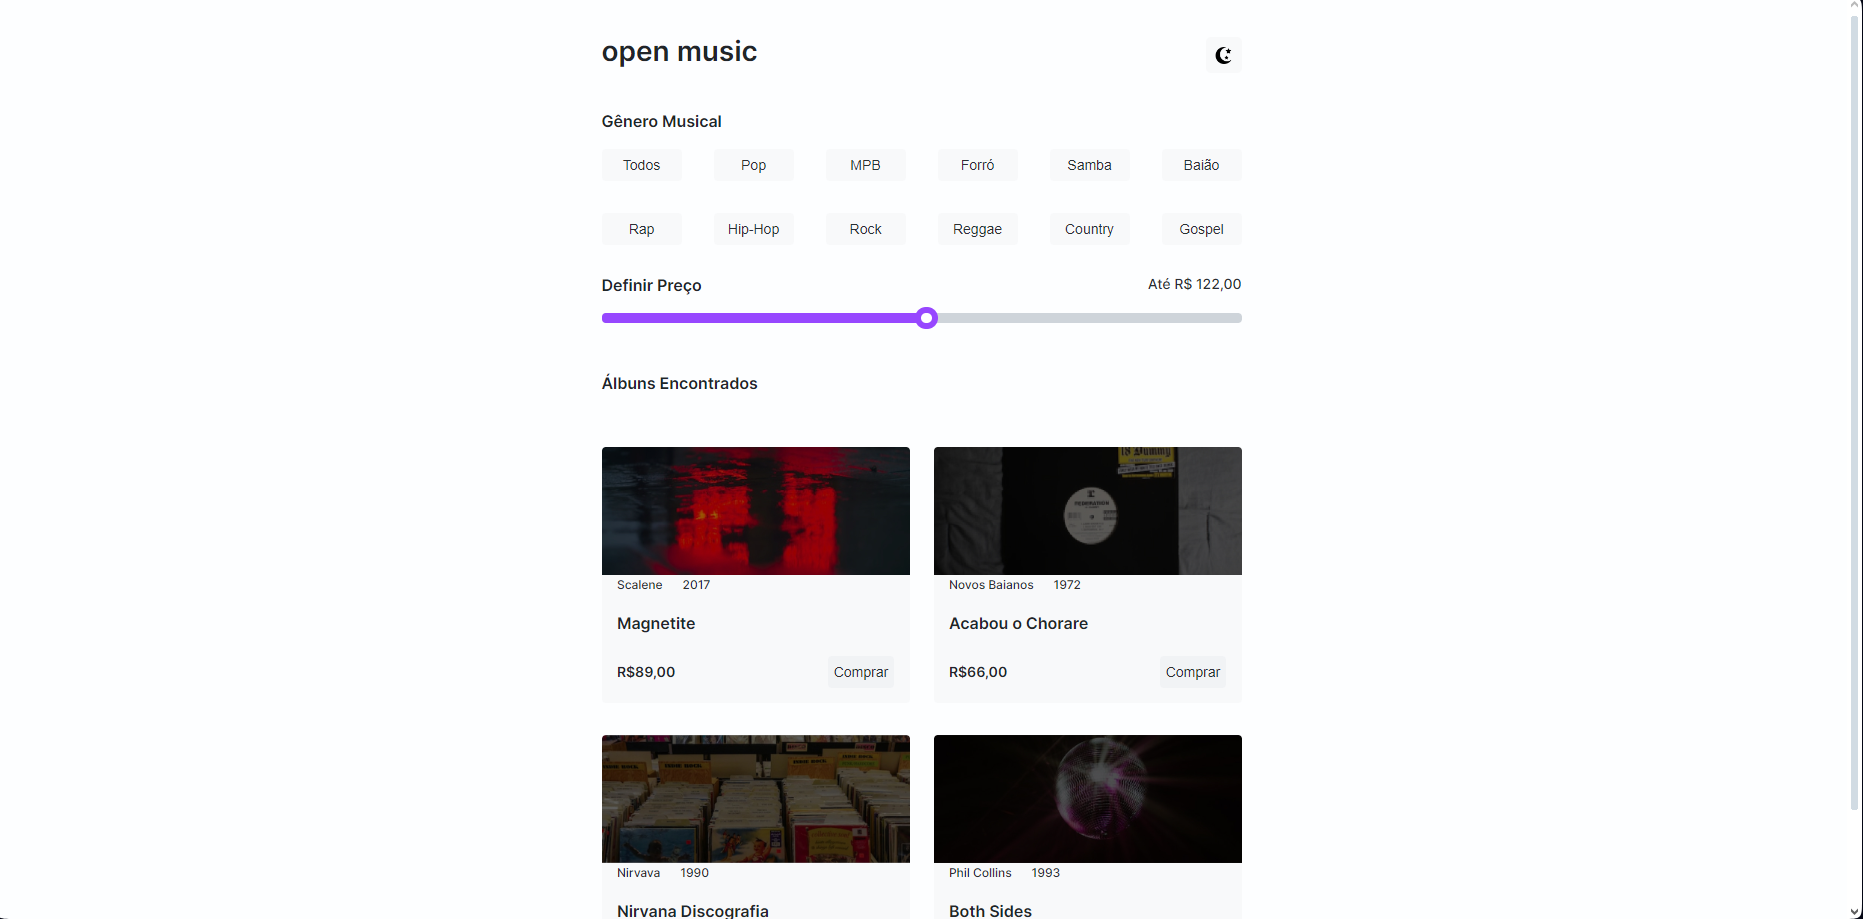 open music
Gênero Musical
Todos Pop MPB Forró Samba Baião
Rap Hip-Hop Rock Reggae Country Gospel
Definir Preço Até R$ 122,00
Álbuns Encontrados
Scalene 2017 Novos Baianos 1972
Magnetite Acabou o Chorare
R$89,00 Comprar R$66,00 Comprar
Nirvava 1990 Phil Collins 1993
Nirvana Discografia Both Sides